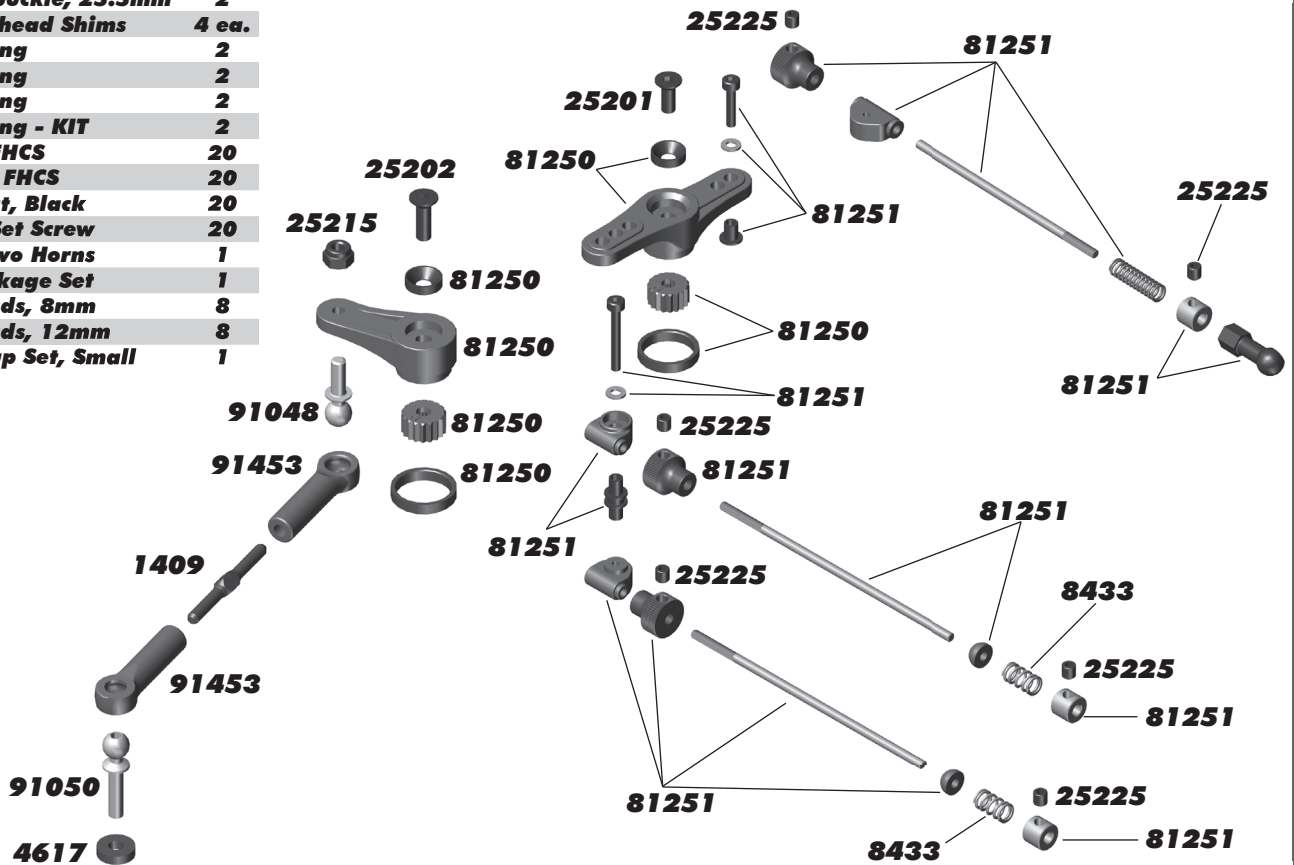 head Shims 4 ea.
ng 2
ng 2
ng 2
ng - KIT 2
FHCS 20
FHCS 20
t, Black 20
Set Screw 20
vo Horns 1
kage Set 1
ds, 8mm 8
ds, 12mm 8
p Set, Small 1
25225
81251
25201
81250
81251
25225
25202
25215
81250
81250
81250
81251
81251
91048
81250
25225
91453
81250
81251
81251
81251
1409
25225
8433
91453
25225
81251
91050
81251
25225
4617
8433
81251